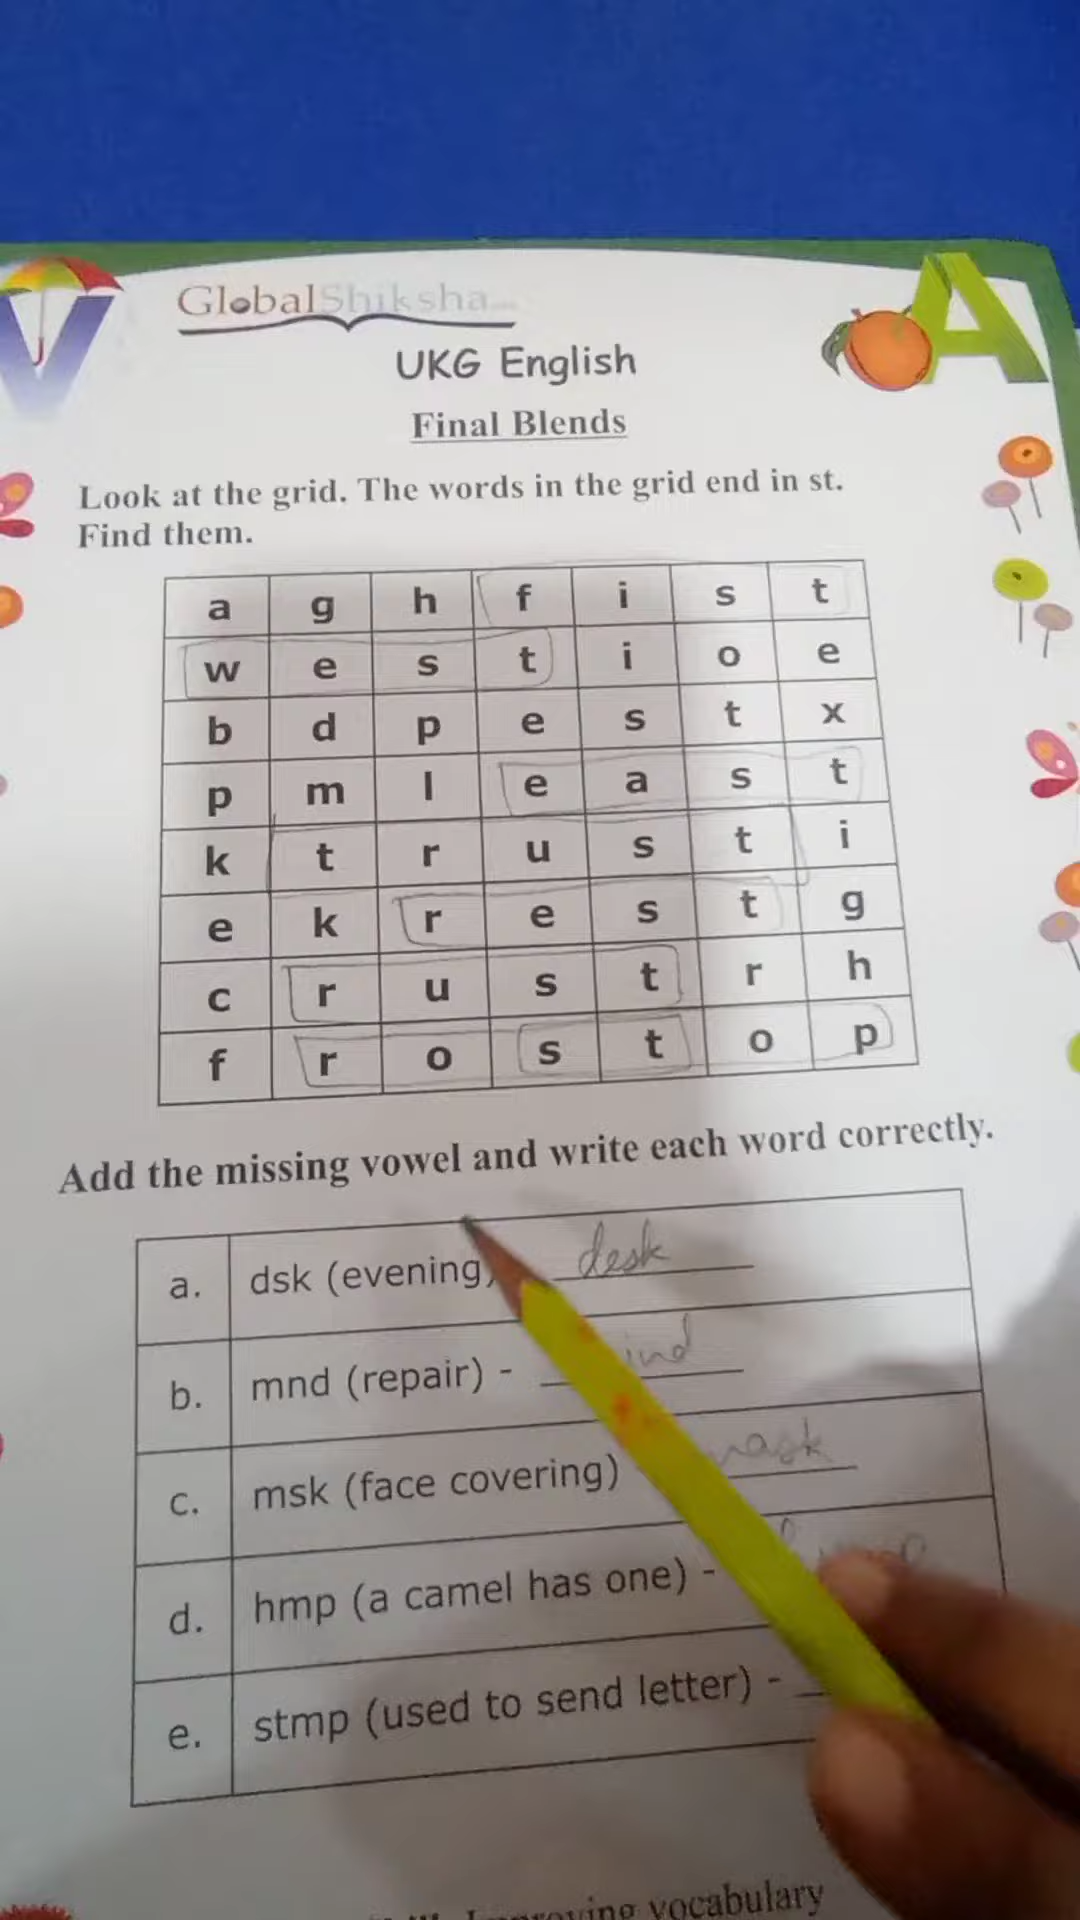 GlobalShiksha
UKG English
Final Blends
Look at the grid. The words in the grid end in st.
Find them.
a g h f i s t
w e s t i o e
b d p e s t x
p m l e a s t
k t r u s t i
e k r e s t g
c r u s t r h
f r o s t o p
Add the missing vowel and write each word correctly.
a. dsk (evening) desk
b. mnd (repair) -
c. msk (face covering) mask
d. hmp (a camel has one) -
e. stmp (used to send letter) -
vocabulary